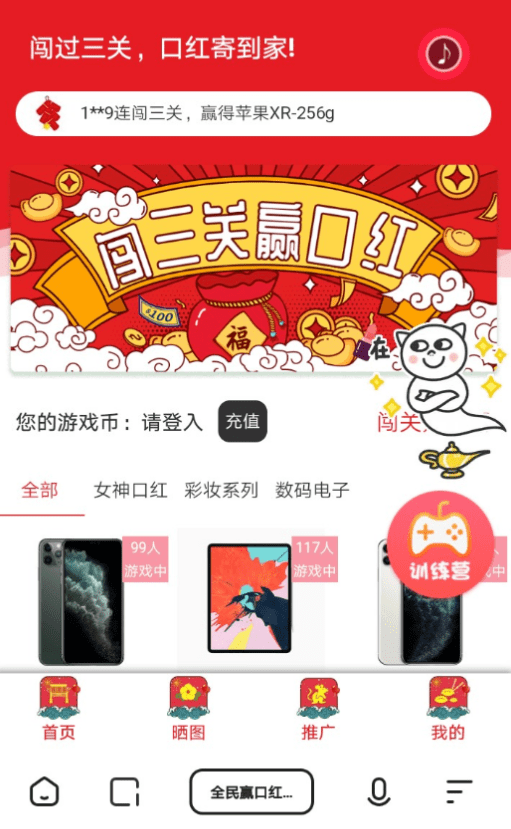 闯过三关，口红寄到家!
1**9连闯三关，赢得苹果XR-256g
闯三关赢口红
$100
福
在
您的游戏币：请登入
充值
闯关
全部
女神口红
彩妆系列
数码电子
99人
游戏中
117人
游戏中
训练营
首页
晒图
推广
我的
全民赢口红...